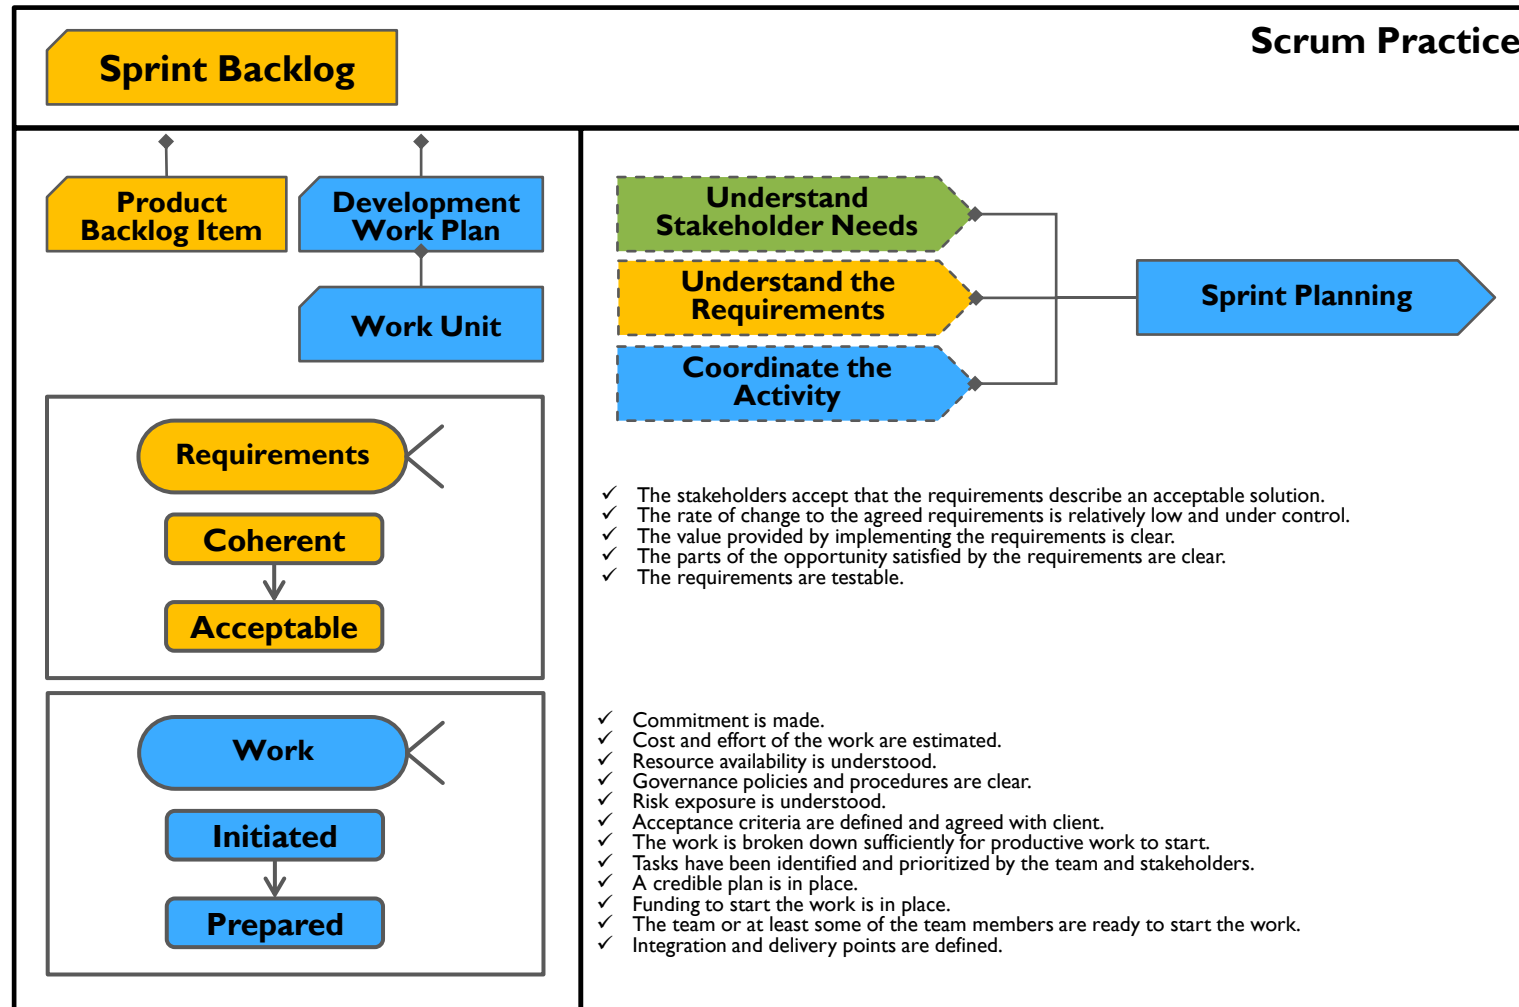 Sprint Backlog
Scrum Practice
Product
Backlog Item
Development
Work Plan
Work Unit
Understand
Stakeholder Needs
Understand the
Requirements
Coordinate the
Activity
Sprint Planning
Requirements
Coherent
Acceptable
✓ The stakeholders accept that the requirements describe an acceptable solution.
✓ The rate of change to the agreed requirements is relatively low and under control.
✓ The value provided by implementing the requirements is clear.
✓ The parts of the opportunity satisfied by the requirements are clear.
✓ The requirements are testable.
Work
Initiated
Prepared
✓ Commitment is made.
✓ Cost and effort of the work are estimated.
✓ Resource availability is understood.
✓ Governance policies and procedures are clear.
✓ Risk exposure is understood.
✓ Acceptance criteria are defined and agreed with client.
✓ The work is broken down sufficiently for productive work to start.
✓ Tasks have been identified and prioritized by the team and stakeholders.
✓ A credible plan is in place.
✓ Funding to start the work is in place.
✓ The team or at least some of the team members are ready to start the work.
✓ Integration and delivery points are defined.